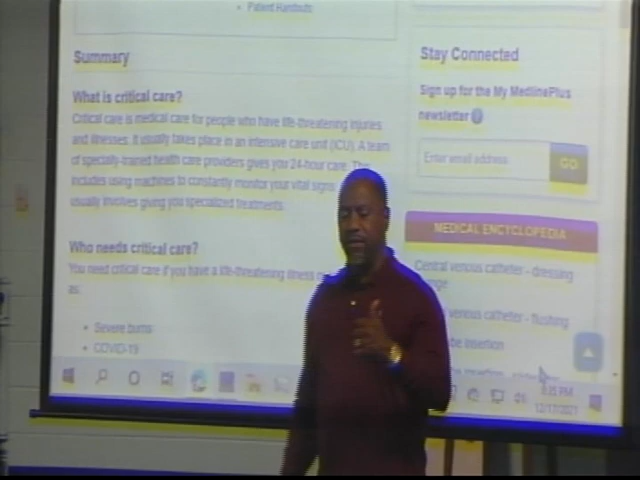 Patient Handouts
Summary
What is critical care?
Critical care is medical care for people who have life-threatening injuries
and illnesses. It usually takes place in an intensive care unit (ICU). A team
of specially-trained health care providers gives you 24-hour care. This
includes using machines to constantly monitor your vital signs
usually involves giving you specialized treatments.
Who needs critical care?
You need critical care if you have a life-threatening illness
as:
Severe burns
COVID-19
Stay Connected
Sign up for the My MedlinePlus
newsletter
Enter email address
GO
MEDICAL ENCYCLOPEDIA
Central venous catheter - dressing
venous catheter - flushing
insertion
PM
12/17/2021